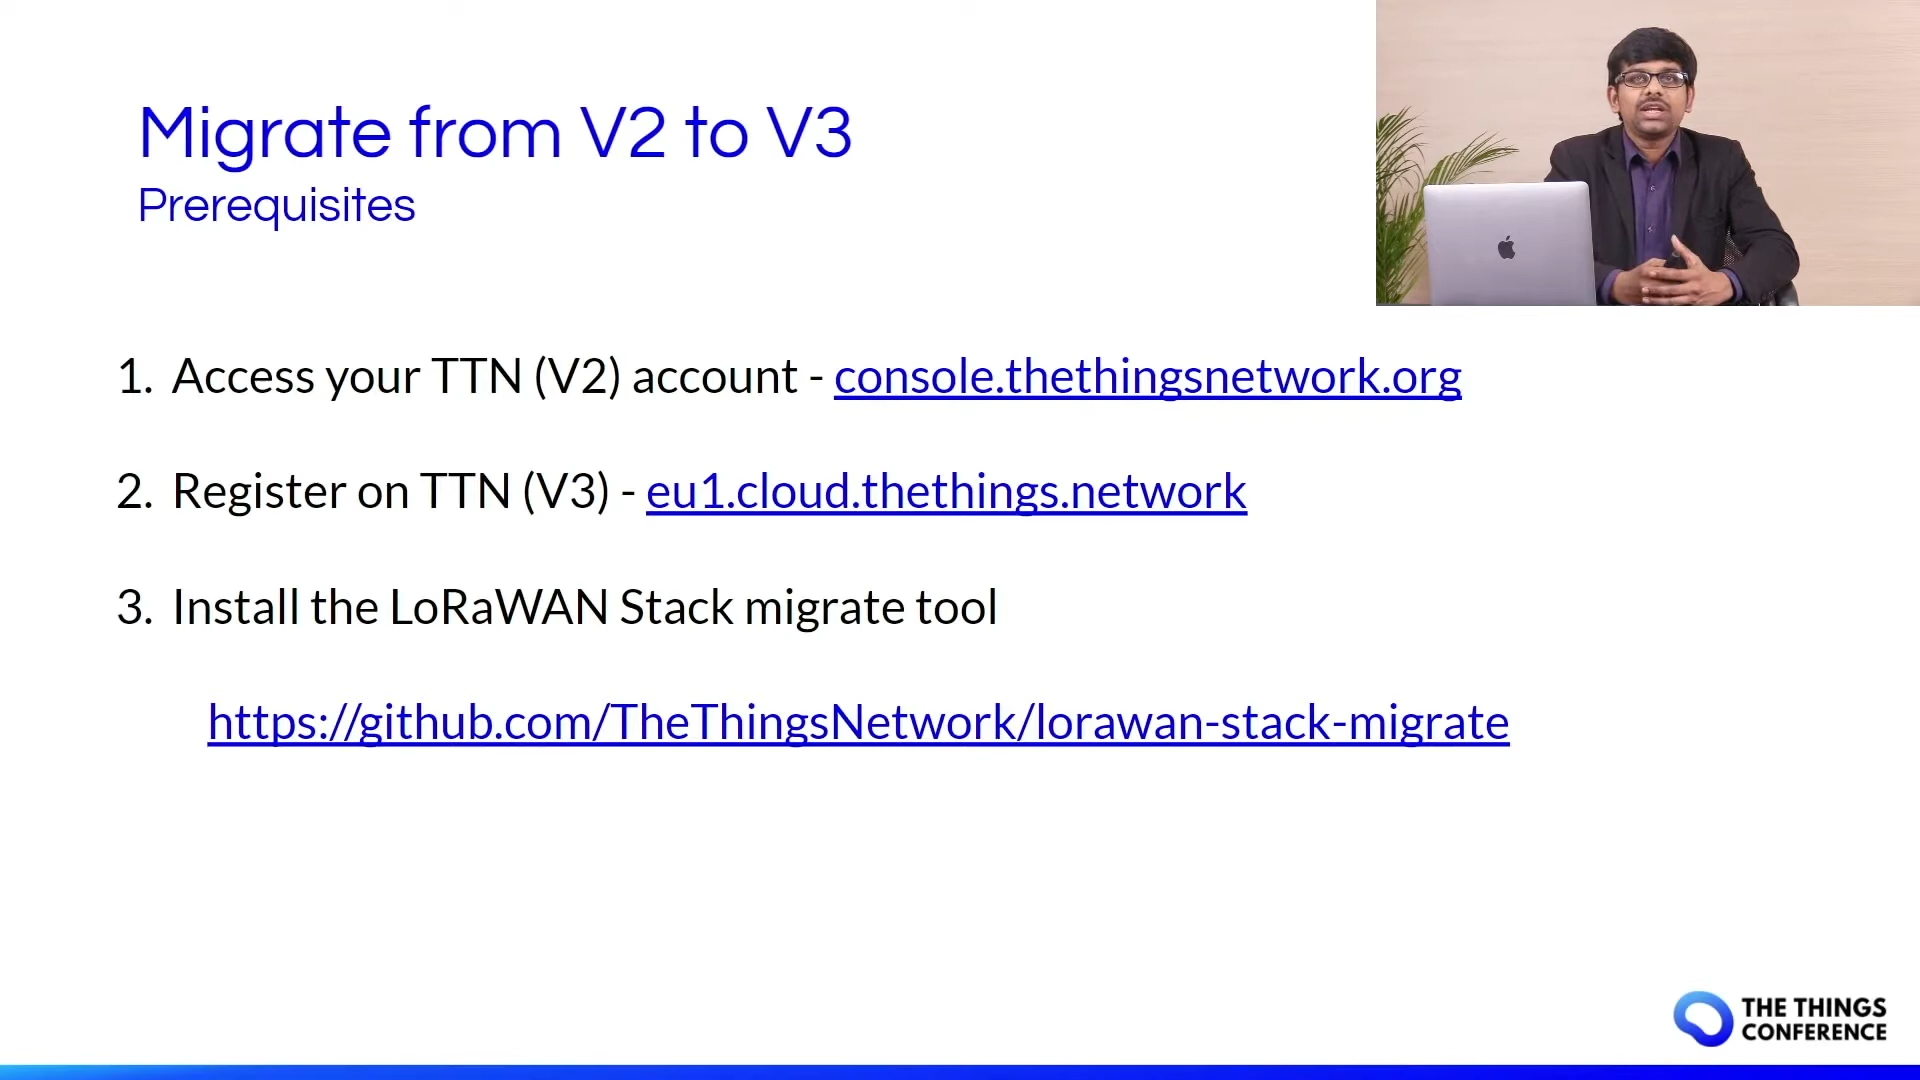 Migrate from V2 to V3
Prerequisites
1. Access your TTN (V2) account - console.thethingsnetwork.org
2. Register on TTN (V3) - eu1.cloud.thethings.network
3. Install the LoRaWAN Stack migrate tool
https://github.com/TheThingsNetwork/lorawan-stack-migrate
THE THINGS
CONFERENCE